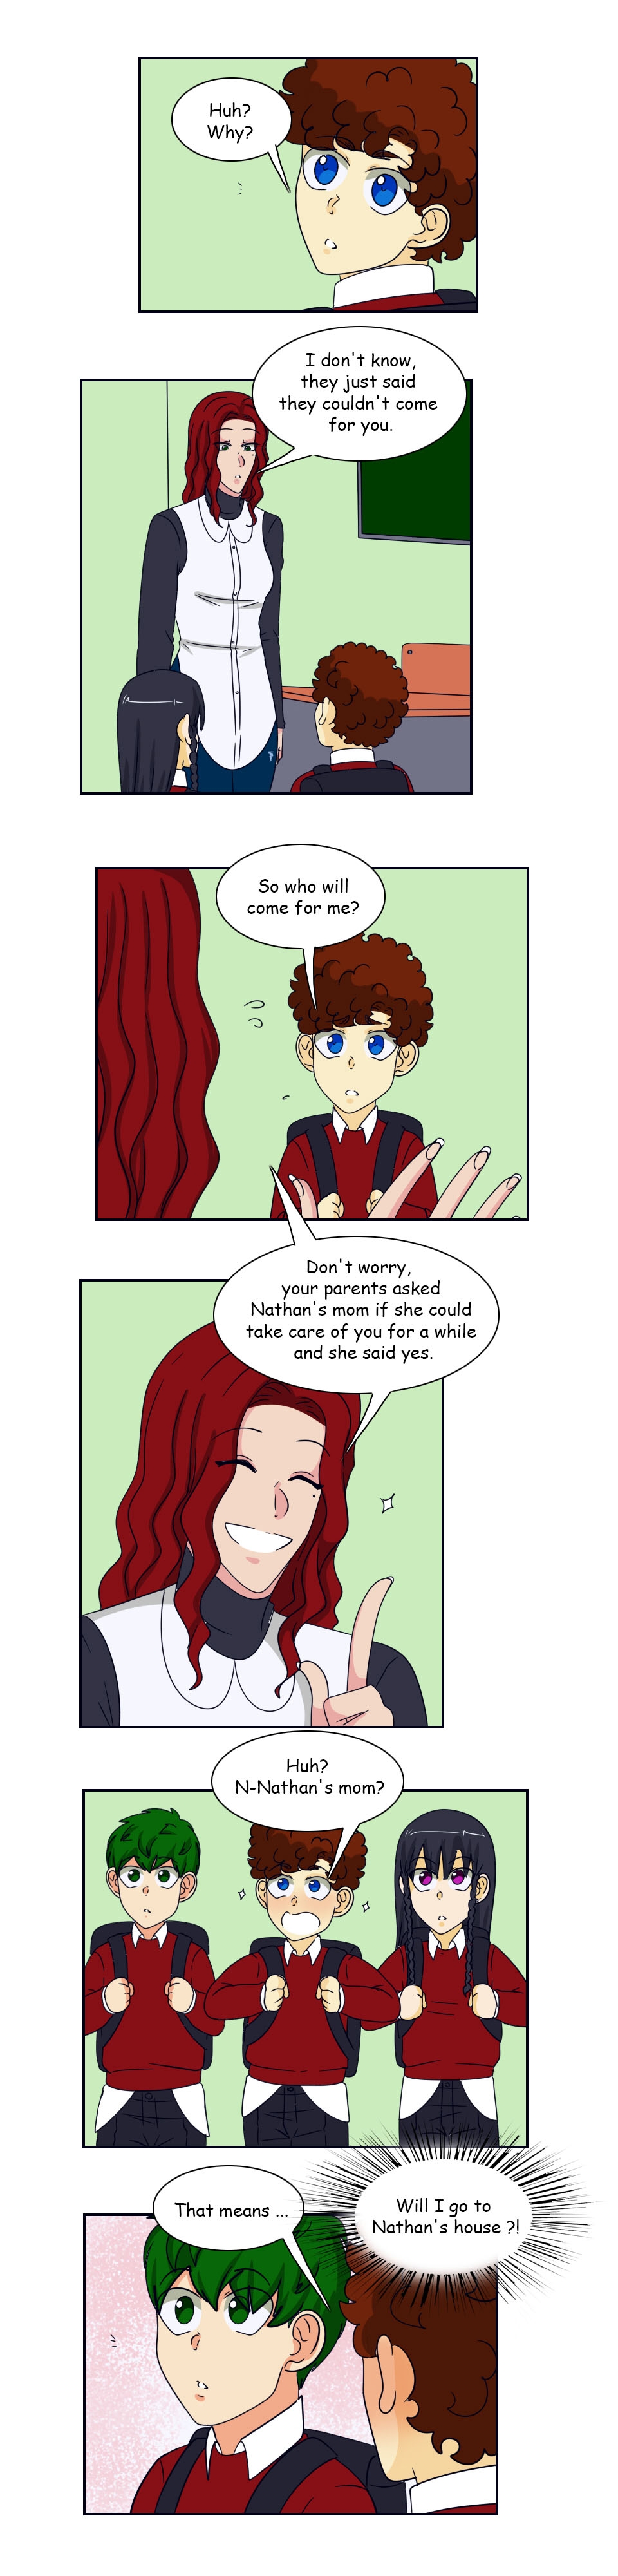 Huh?
Why?
I don't know,
they just said
they couldn't come
for you.
So who will
come for me?
Don't worry,
your parents asked
Nathan's mom if she could
take care of you for a while
and she said yes.
Huh?
N-Nathan's mom?
That means ...
Will I go to
Nathan's house ?!